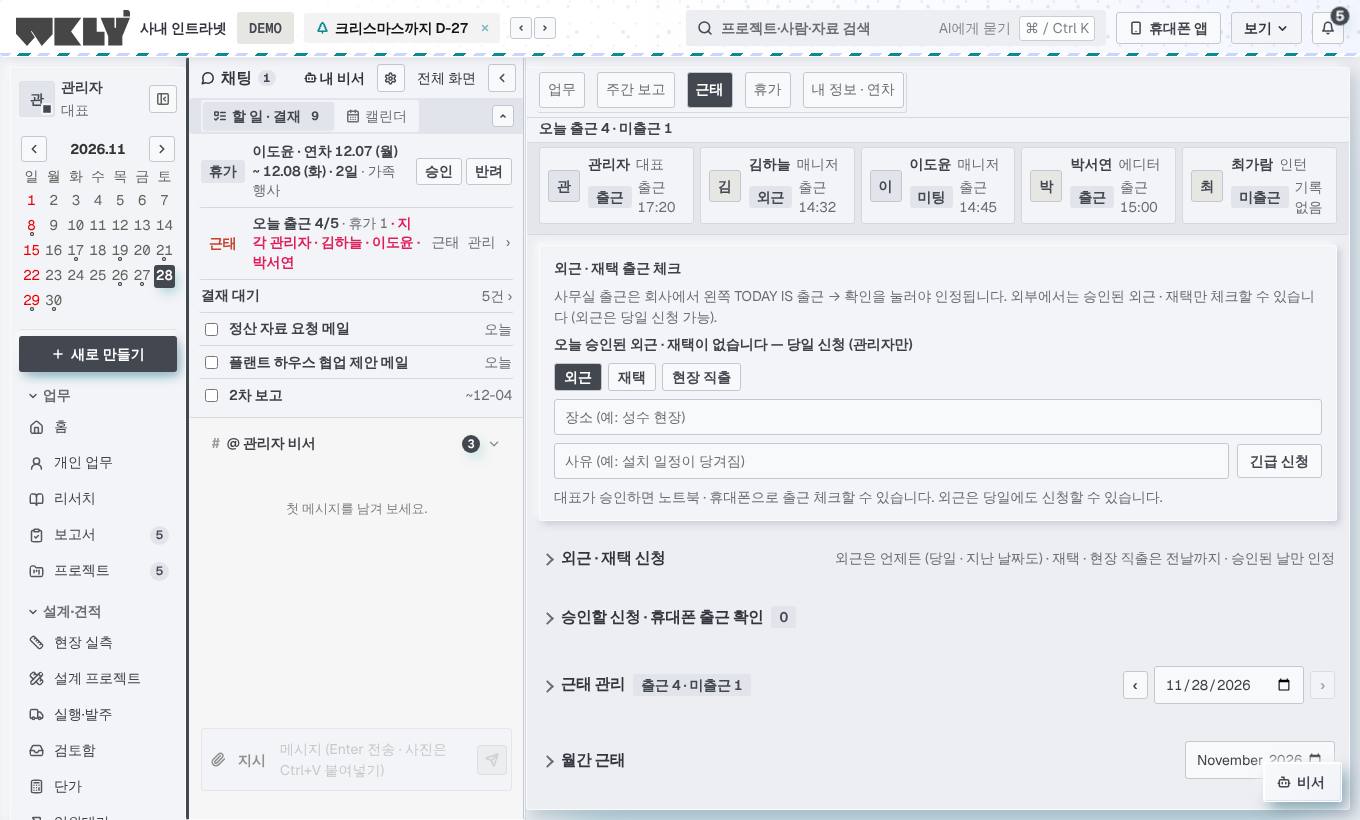 WKLY 사내 인트라넷 DEMO 크리스마스까지 D-27 × ‹ › 프로젝트·사람·자료 검색 AI에게 묻기 ⌘ / Ctrl K 휴대폰 앱 보기 5
관 관리자
대표
2026.11
일 월 화 수 목 금 토
1 2 3 4 5 6 7
8 9 10 11 12 13 14
15 16 17 18 19 20 21
22 23 24 25 26 27 28
29 30
+ 새로 만들기
업무
홈
개인 업무
리서치
보고서 5
프로젝트 5
설계·견적
현장 실측
설계 프로젝트
실행·발주
검토함
단가
채팅 1 내 비서 전체 화면
할 일 · 결재 9 캘린더
휴가 이도윤 · 연차 12.07 (월)
~ 12.08 (화) · 2일 · 가족
행사
승인 반려
근태 오늘 출근 4/5 · 휴가 1 · 지
각 관리자 · 김하늘 · 이도윤 ·
박서연
근태 관리 ›
결재 대기 5건 ›
정산 자료 요청 메일 오늘
플랜트 하우스 협업 제안 메일 오늘
2차 보고 ~12-04
# @ 관리자 비서 3
첫 메시지를 남겨 보세요.
지시 메시지 (Enter 전송 · 사진은
Ctrl+V 붙여넣기)
업무 주간 보고 근태 휴가 내 정보 · 연차
오늘 출근 4 · 미출근 1
관 관리자 대표
출근 출근
17:20
김 김하늘 매니저
외근 출근
14:32
이 이도윤 매니저
미팅 출근
14:45
박 박서연 에디터
출근 출근
15:00
최 최가람 인턴
미출근 기록
없음
외근 · 재택 출근 체크
사무실 출근은 회사에서 왼쪽 TODAY IS 출근 → 확인을 눌러야 인정됩니다. 외부에서는 승인된 외근 · 재택만 체크할 수 있습니
다 (외근은 당일 신청 가능).
오늘 승인된 외근 · 재택이 없습니다 — 당일 신청 (관리자만)
외근 재택 현장 직출
장소 (예: 성수 현장)
사유 (예: 설치 일정이 당겨짐) 긴급 신청
대표가 승인하면 노트북 · 휴대폰으로 출근 체크할 수 있습니다. 외근은 당일에도 신청할 수 있습니다.
외근 · 재택 신청 외근은 언제든 (당일 · 지난 날짜도) · 재택 · 현장 직출은 전날까지 · 승인된 날만 인정
승인할 신청 · 휴대폰 출근 확인 0
근태 관리 출근 4 · 미출근 1 ‹ 11/28/2026 ›
월간 근태 November 2026
비서